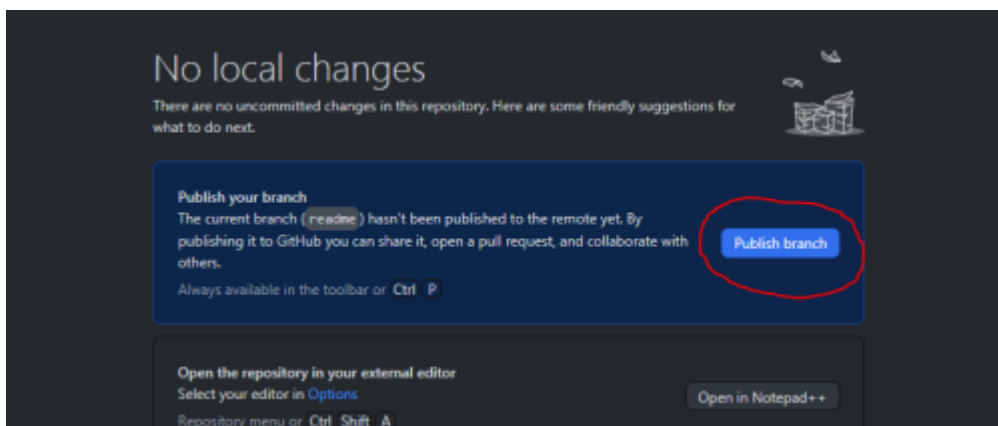 No local changes
There are no uncommitted changes in this repository. Here are some friendly suggestions for
what to do next.
Publish your branch
The current branch ( readme ) hasn't been published to the remote yet. By
publishing it to GitHub you can share it, open a pull request, and collaborate with
others.
Always available in the toolbar or Ctrl P
Publish branch
Open the repository in your external editor
Select your editor in Options
Repository menu or Ctrl Shift A
Open in Notepad++